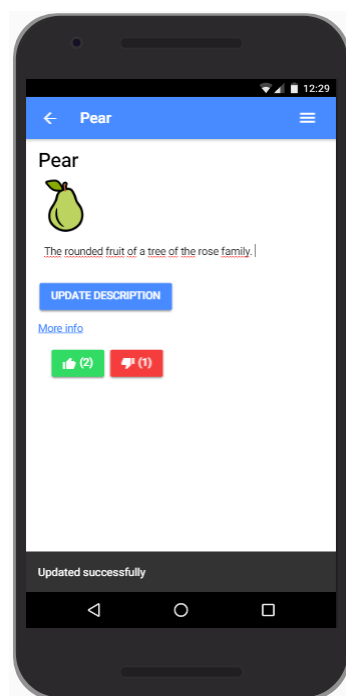 12:29
Pear
Pear
The rounded fruit of a tree of the rose family.
UPDATE DESCRIPTION
More info
(2) (1)
Updated successfully